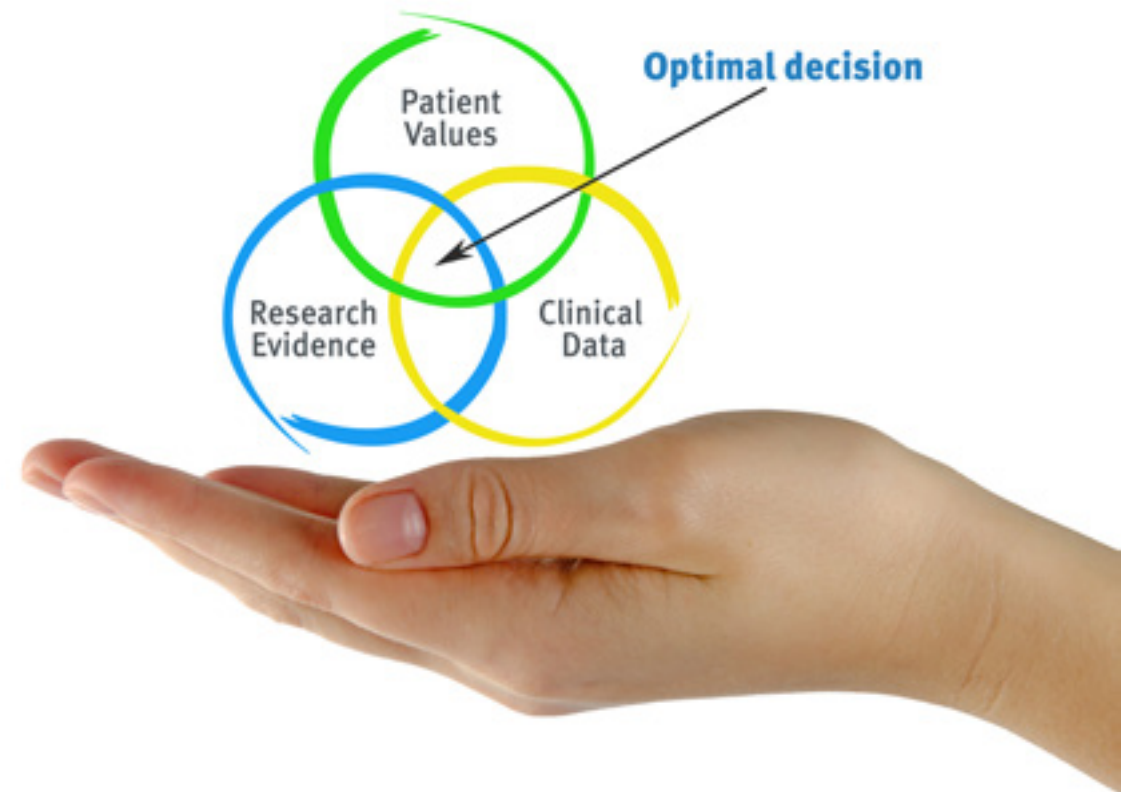 Optimal decision
Patient
Values
Research
Evidence
Clinical
Data